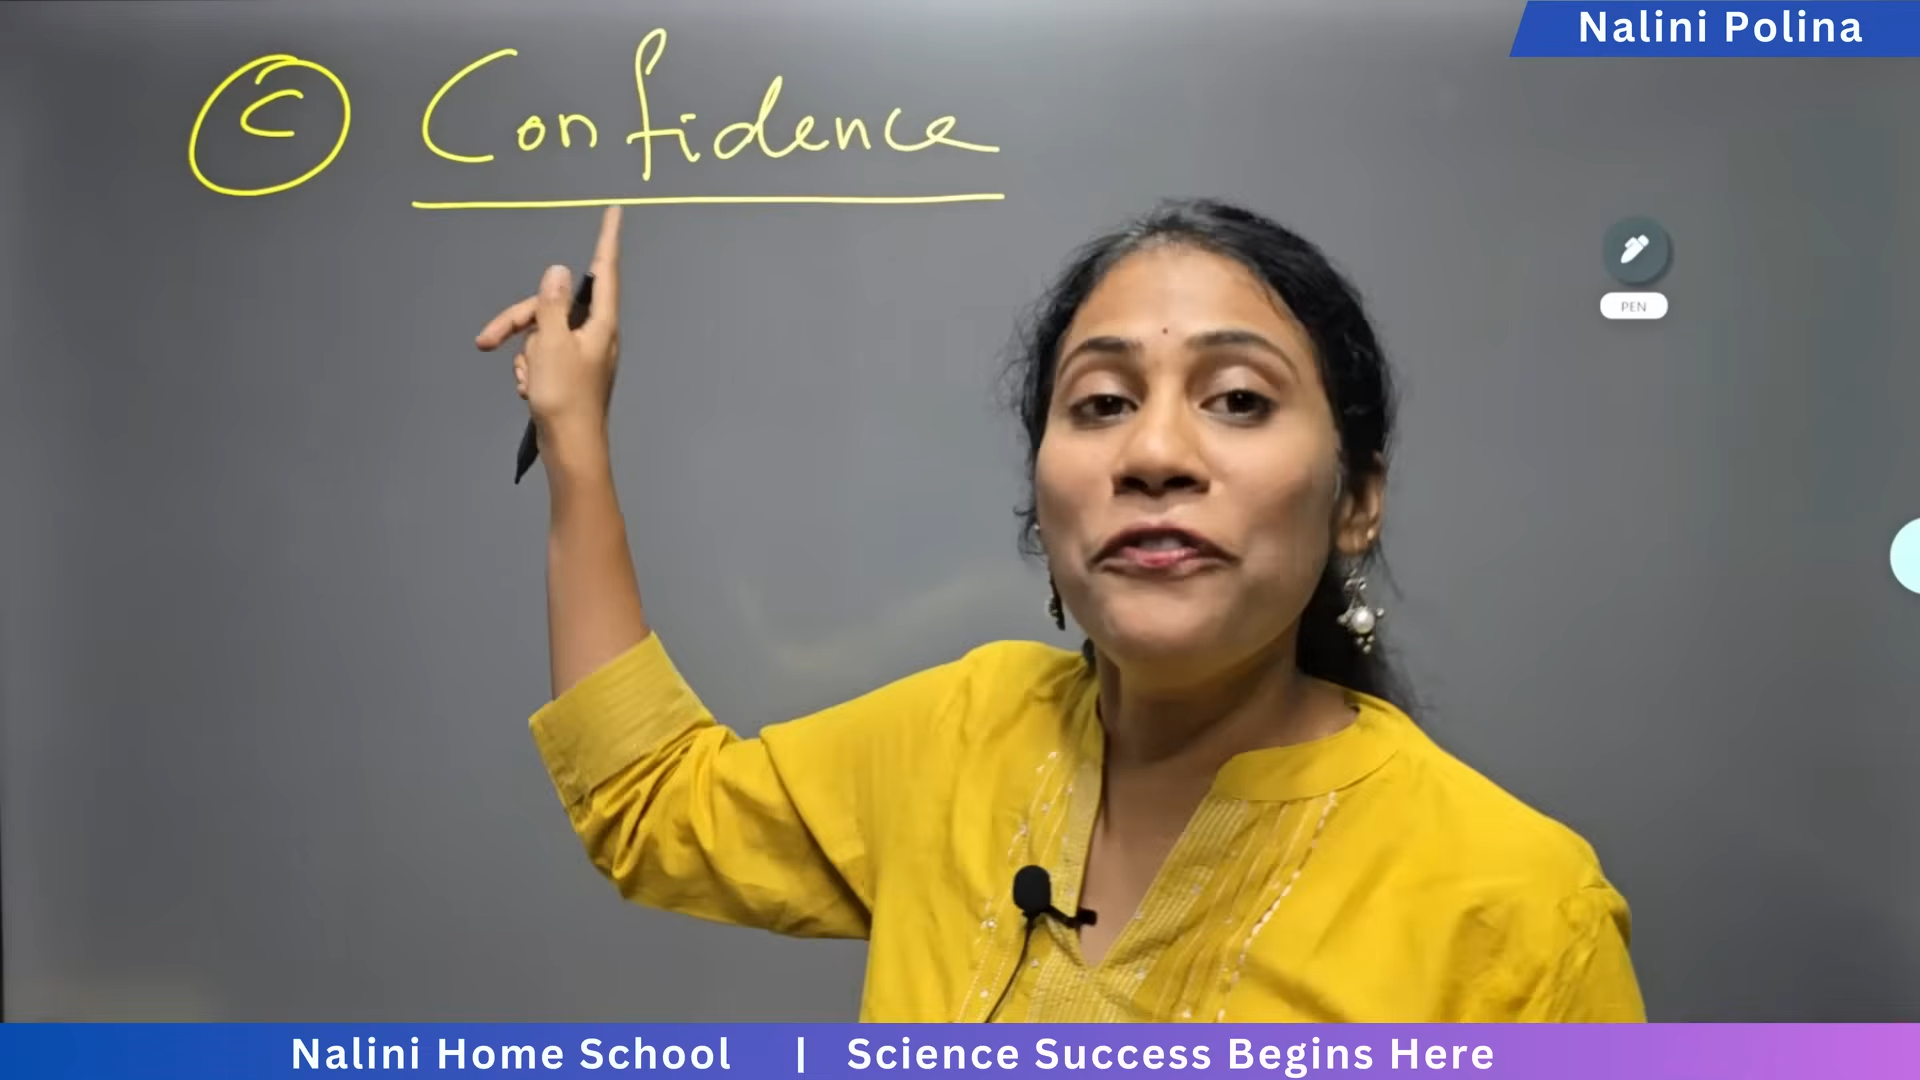 Nalini Polina
C Confidence
PEN
Nalini Home School | Science Success Begins Here